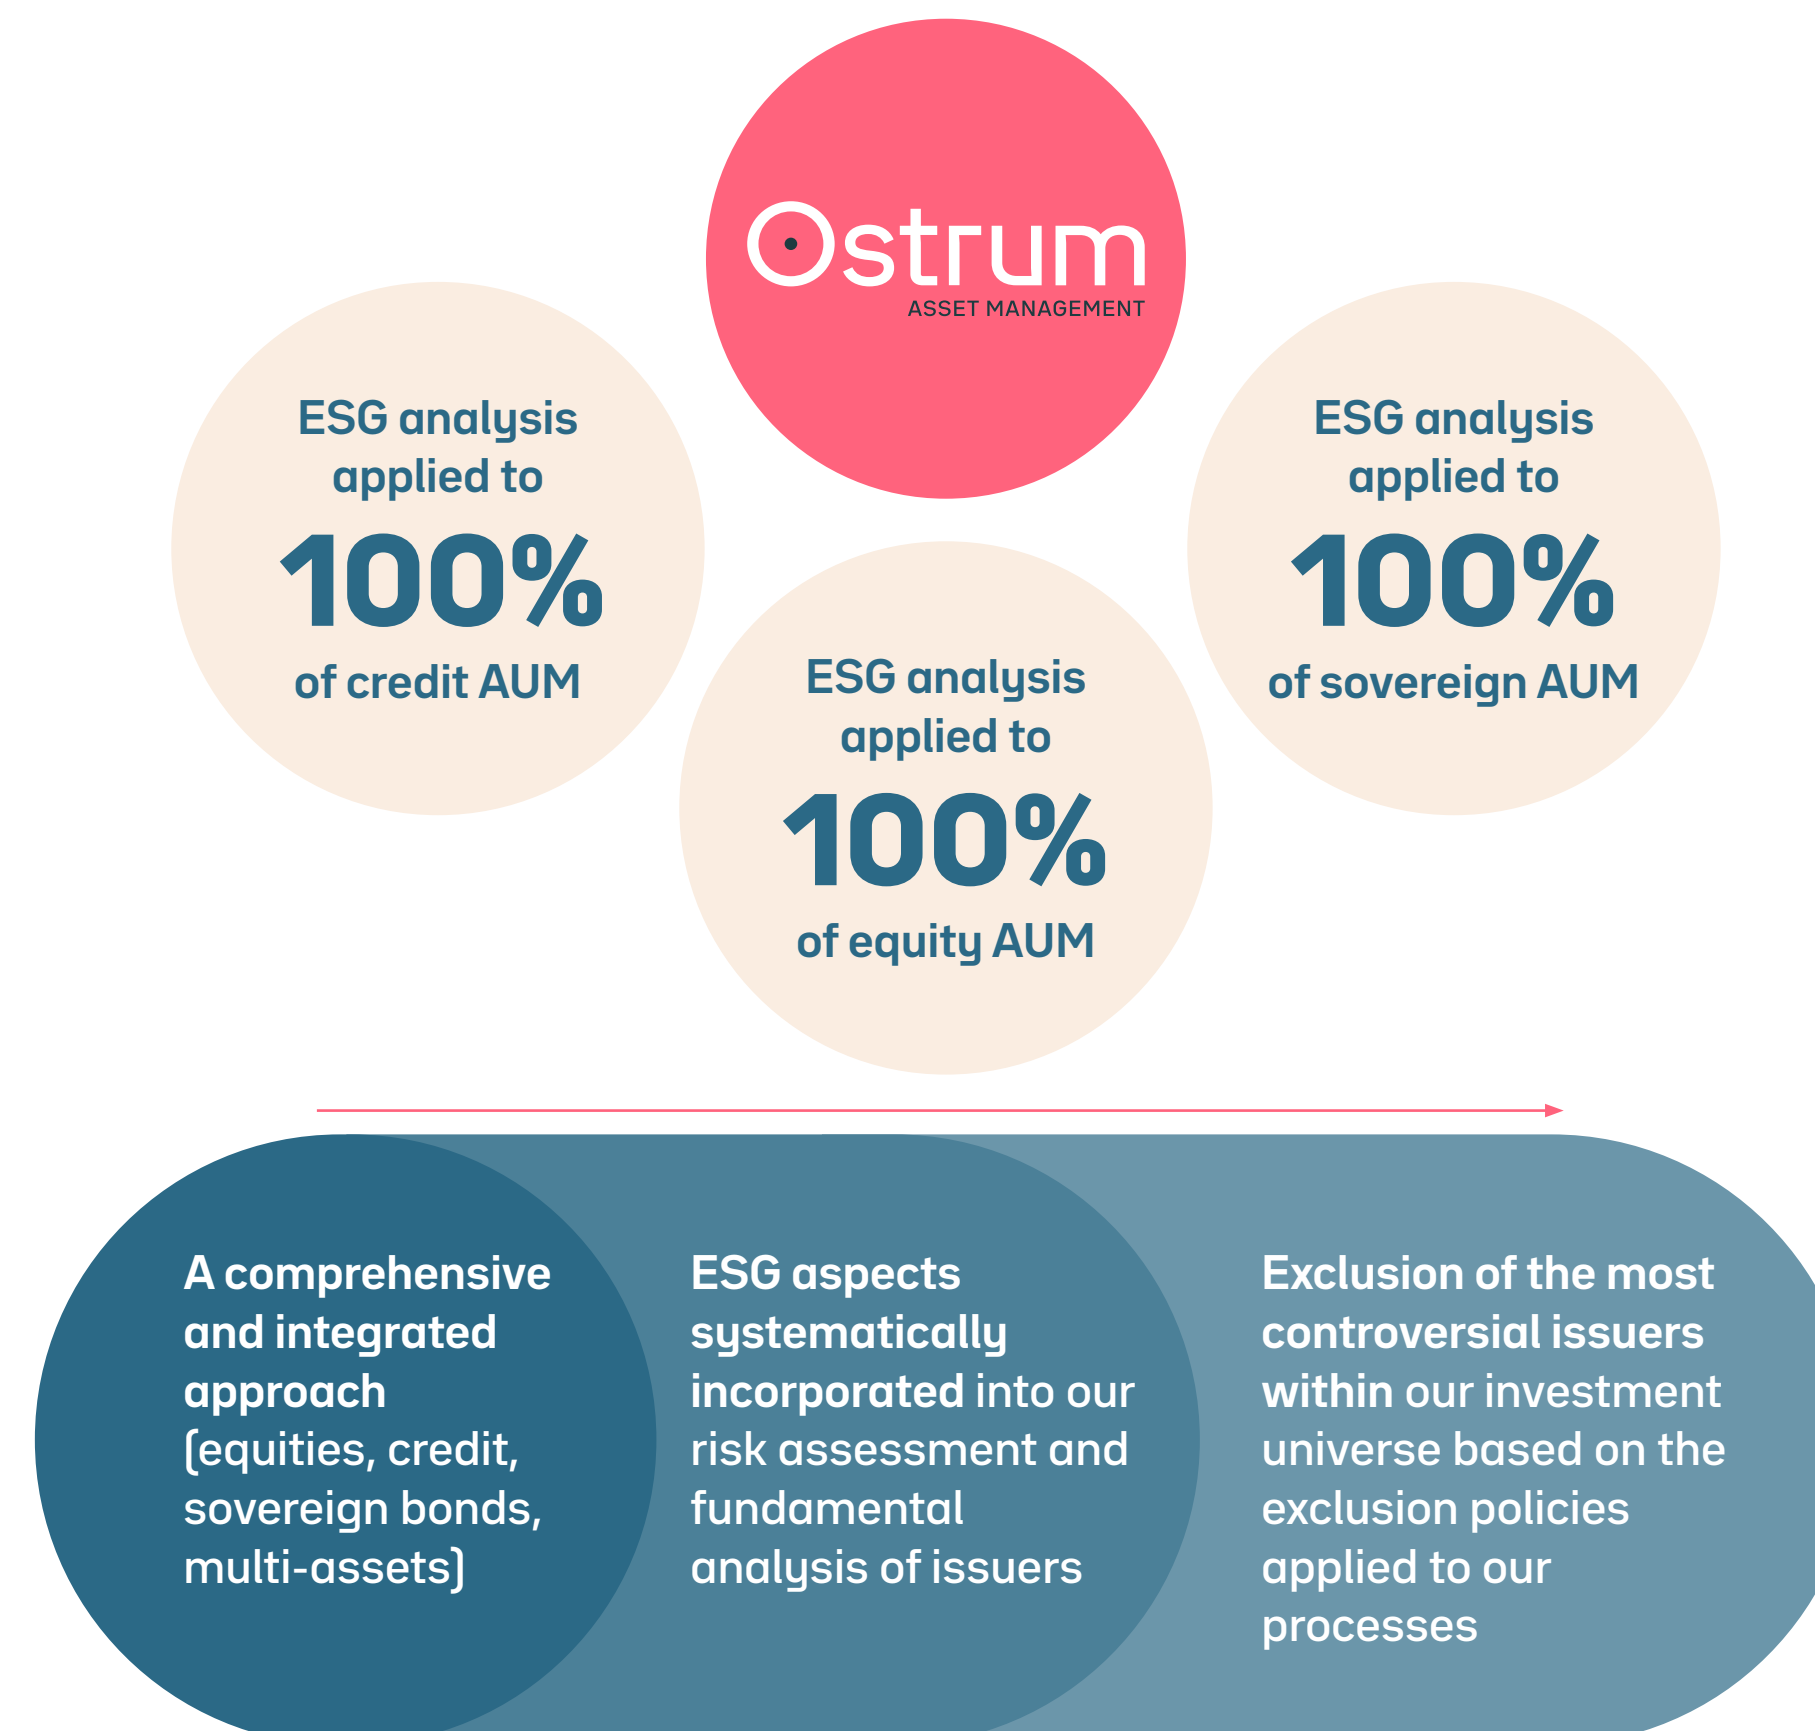 Ostrum
ASSET MANAGEMENT
ESG analysis
applied to
100%
of credit AUM
ESG analysis
applied to
100%
of equity AUM
ESG analysis
applied to
100%
of sovereign AUM
A comprehensive
and integrated
approach
(equities, credit,
sovereign bonds,
multi-assets)
ESG aspects
systematically
incorporated into our
risk assessment and
fundamental
analysis of issuers
Exclusion of the most
controversial issuers
within our investment
universe based on the
exclusion policies
applied to our
processes